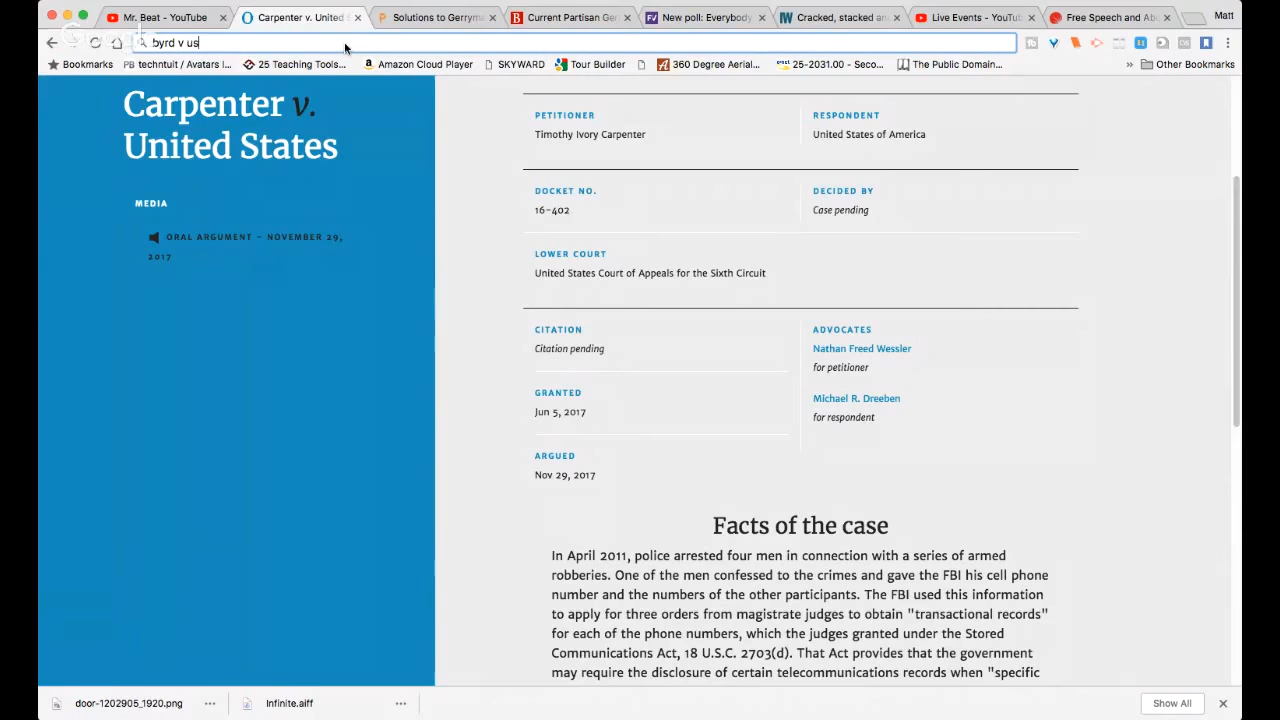 Mr. Beat - YouTube
Carpenter v. United S
Solutions to Gerryma
Current Partisan Ge
New poll: Everybody
Cracked, stacked an
Live Events - YouTub
Free Speech and Abo
Matt
byrd v us
Bookmarks
techntuit / Avatars I...
25 Teaching Tools...
Amazon Cloud Player
SKYWARD
Tour Builder
360 Degree Aerial...
25-2031.00 - Seco...
The Public Domain...
» Other Bookmarks
Carpenter v.
United States
MEDIA
ORAL ARGUMENT - NOVEMBER 29,
2017
PETITIONER
Timothy Ivory Carpenter
RESPONDENT
United States of America
DOCKET NO.
16-402
DECIDED BY
Case pending
LOWER COURT
United States Court of Appeals for the Sixth Circuit
CITATION
Citation pending
GRANTED
Jun 5, 2017
ARGUED
Nov 29, 2017
ADVOCATES
Nathan Freed Wessler
for petitioner
Michael R. Dreeben
for respondent
Facts of the case
In April 2011, police arrested four men in connection with a series of armed
robberies. One of the men confessed to the crimes and gave the FBI his cell phone
number and the numbers of the other participants. The FBI used this information
to apply for three orders from magistrate judges to obtain "transactional records"
for each of the phone numbers, which the judges granted under the Stored
Communications Act, 18 U.S.C. 2703(d). That Act provides that the government
may require the disclosure of certain telecommunications records when "specific
door-1202905_1920.png
Infinite.aiff
Show All